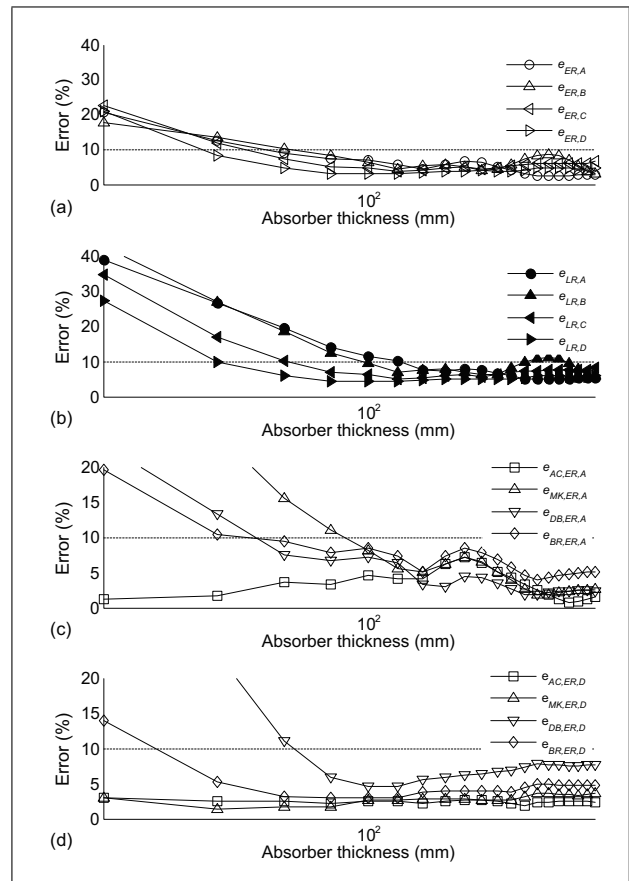 40
30
20
10
0
Error (%)
e_ER,A
e_ER,B
e_ER,C
e_ER,D
10^2
Absorber thickness (mm)
(a)
40
30
20
10
0
Error (%)
e_LR,A
e_LR,B
e_LR,C
e_LR,D
10^2
Absorber thickness (mm)
(b)
20
15
10
5
0
Error (%)
e_AC,ER,A
e_MK,ER,A
e_DB,ER,A
e_BR,ER,A
10^2
Absorber thickness (mm)
(c)
20
15
10
5
0
Error (%)
e_AC,ER,D
e_MK,ER,D
e_DB,ER,D
e_BR,ER,D
10^2
Absorber thickness (mm)
(d)